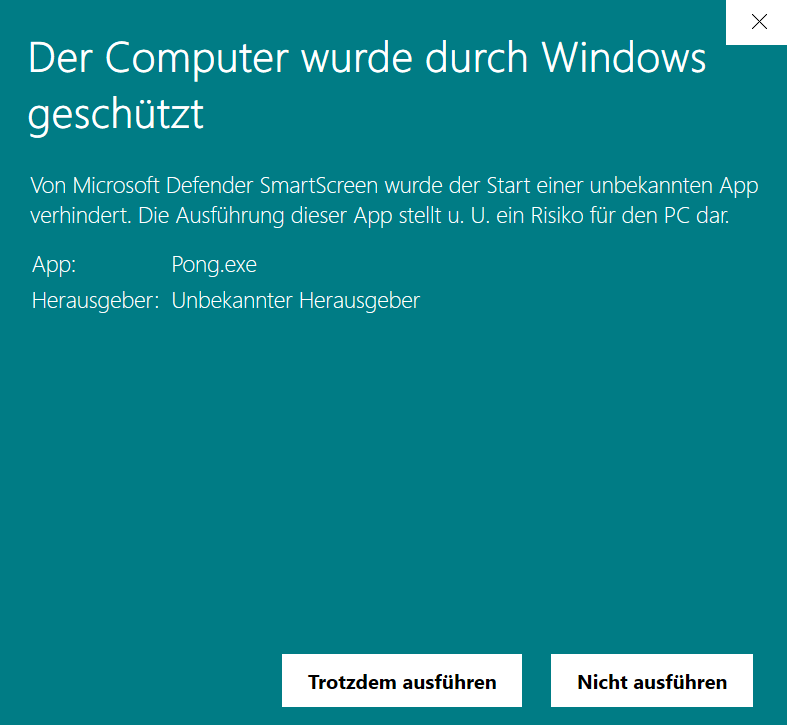 Der Computer wurde durch Windows
geschützt
Von Microsoft Defender SmartScreen wurde der Start einer unbekannten App
verhindert. Die Ausführung dieser App stellt u. U. ein Risiko für den PC dar.
App: Pong.exe
Herausgeber: Unbekannter Herausgeber
Trotzdem ausführen Nicht ausführen